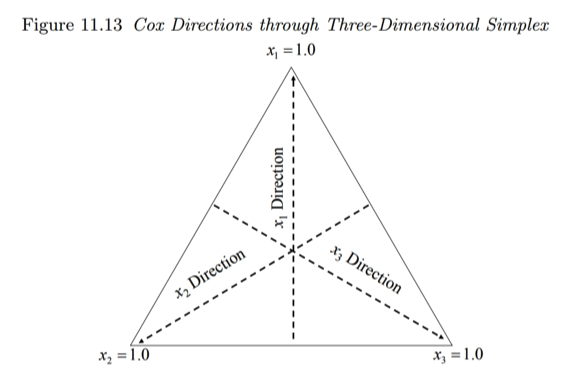 Figure 11.13 Cox Directions through Three-Dimensional Simplex
x₁ = 1.0
x₁ Direction
x₂ Direction
x₃ Direction
x₂ = 1.0
x₃ = 1.0